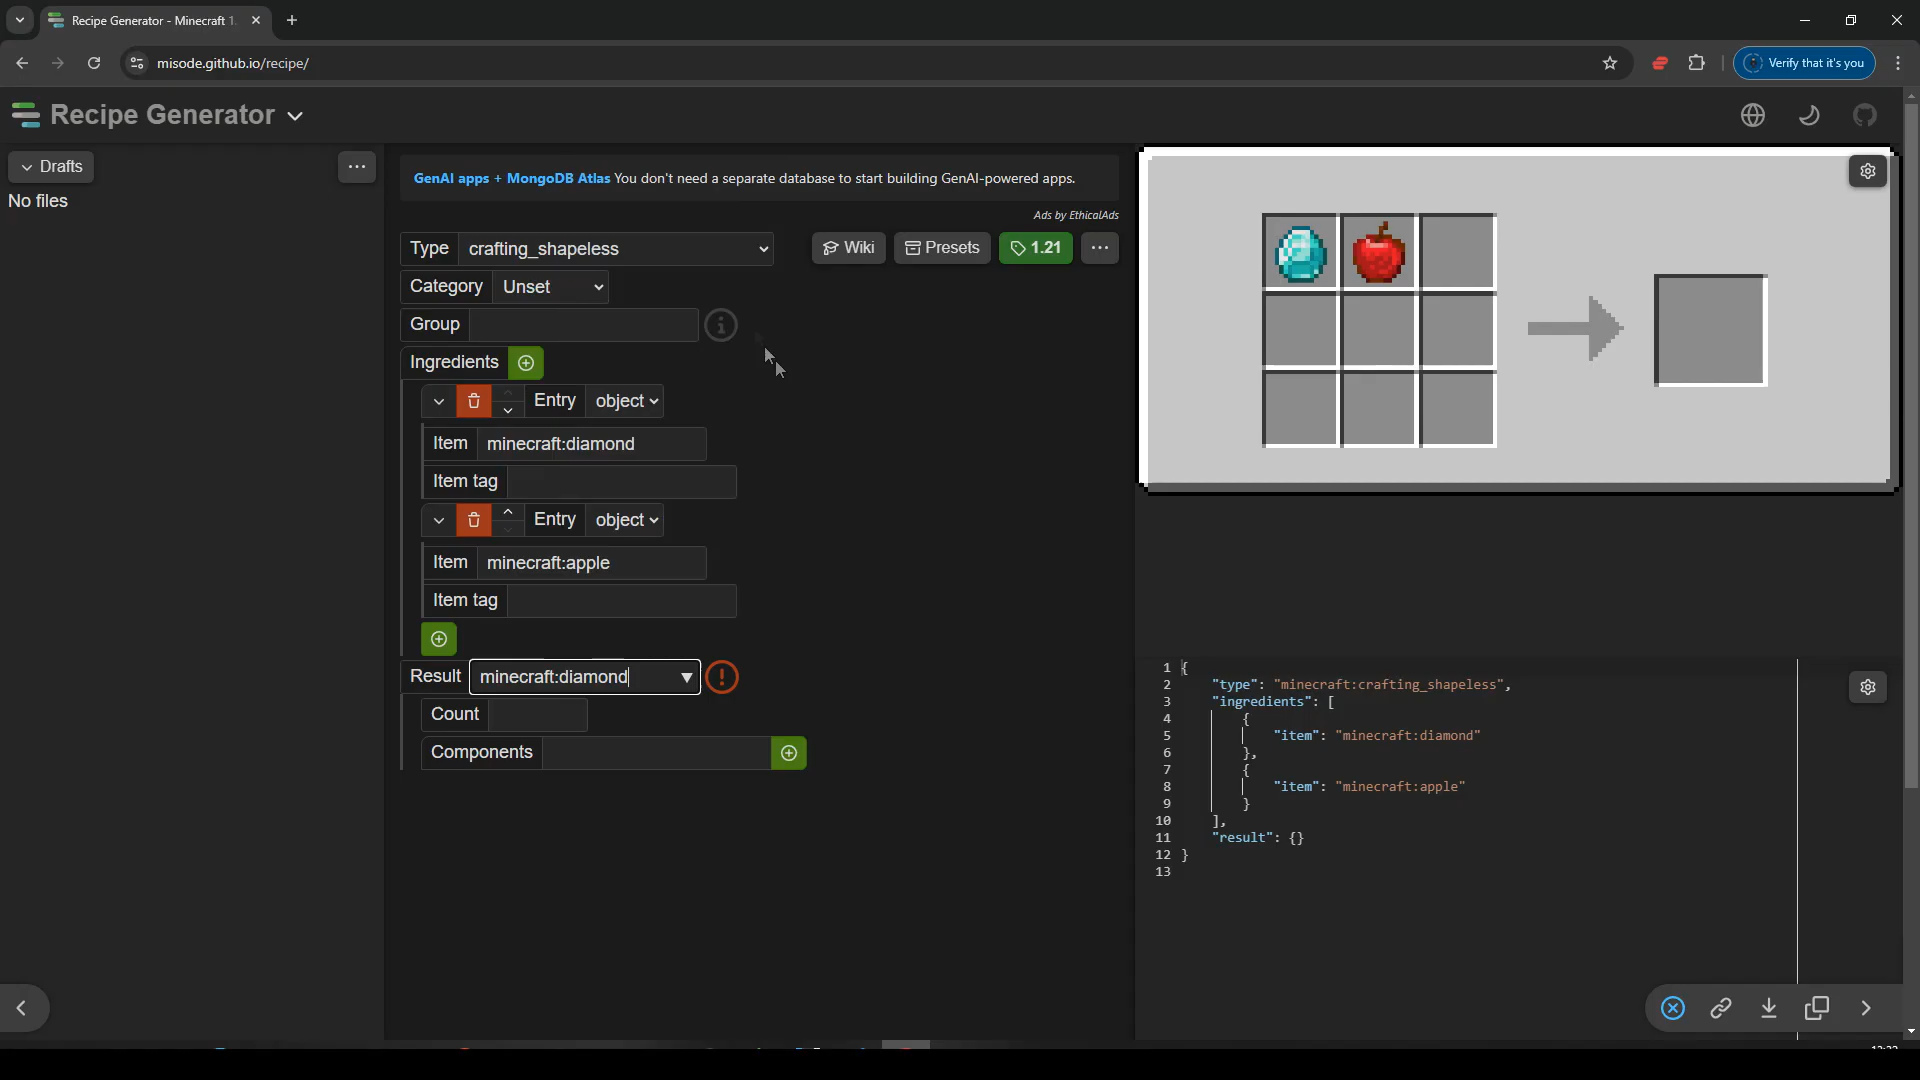 Recipe Generator - Minecraft 1
misode.github.io/recipe/
Verify that it's you
Recipe Generator
Drafts
No files
GenAI apps + MongoDB Atlas You don't need a separate database to start building GenAI-powered apps.
Ads by EthicalAds
Type crafting_shapeless
Wiki
Presets
1.21
Category Unset
Group
Ingredients
Entry object
Item minecraft:diamond
Item tag
Entry object
Item minecraft:apple
Item tag
Result minecraft:diamond
Count
Components
1 {
2 "type": "minecraft:crafting_shapeless",
3 "ingredients": [
4 {
5 "item": "minecraft:diamond"
6 },
7 {
8 "item": "minecraft:apple"
9 }
10 ],
11 "result": {}
12 }
13